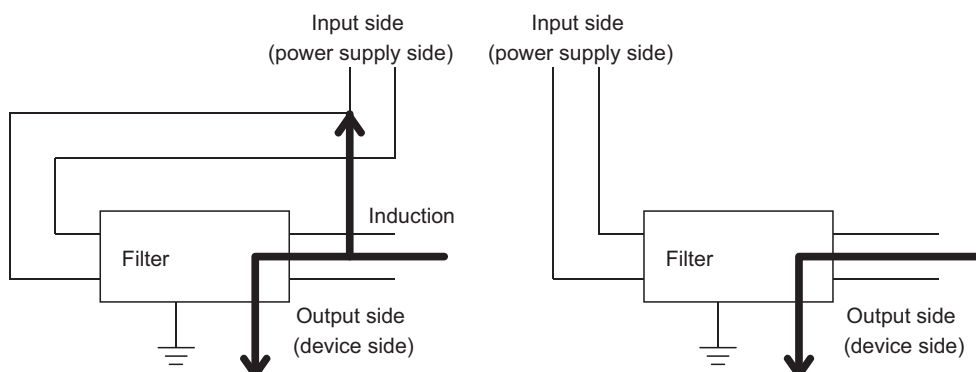 Input side
(power supply side)
Induction
Filter
Output side
(device side)
Input side
(power supply side)
Filter
Output side
(device side)